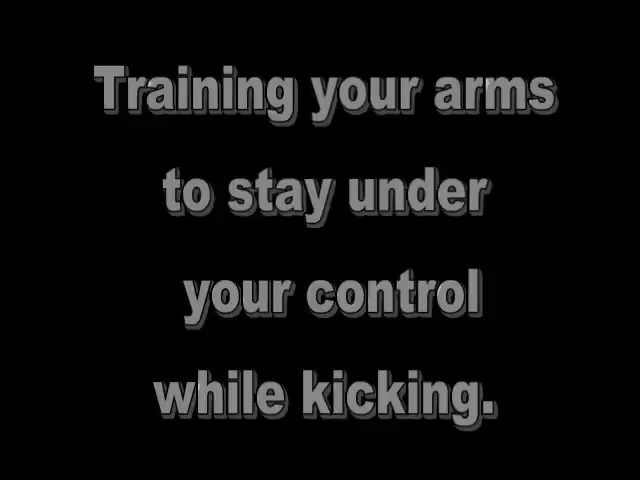 Training your arms
to stay under
your control
while kicking.